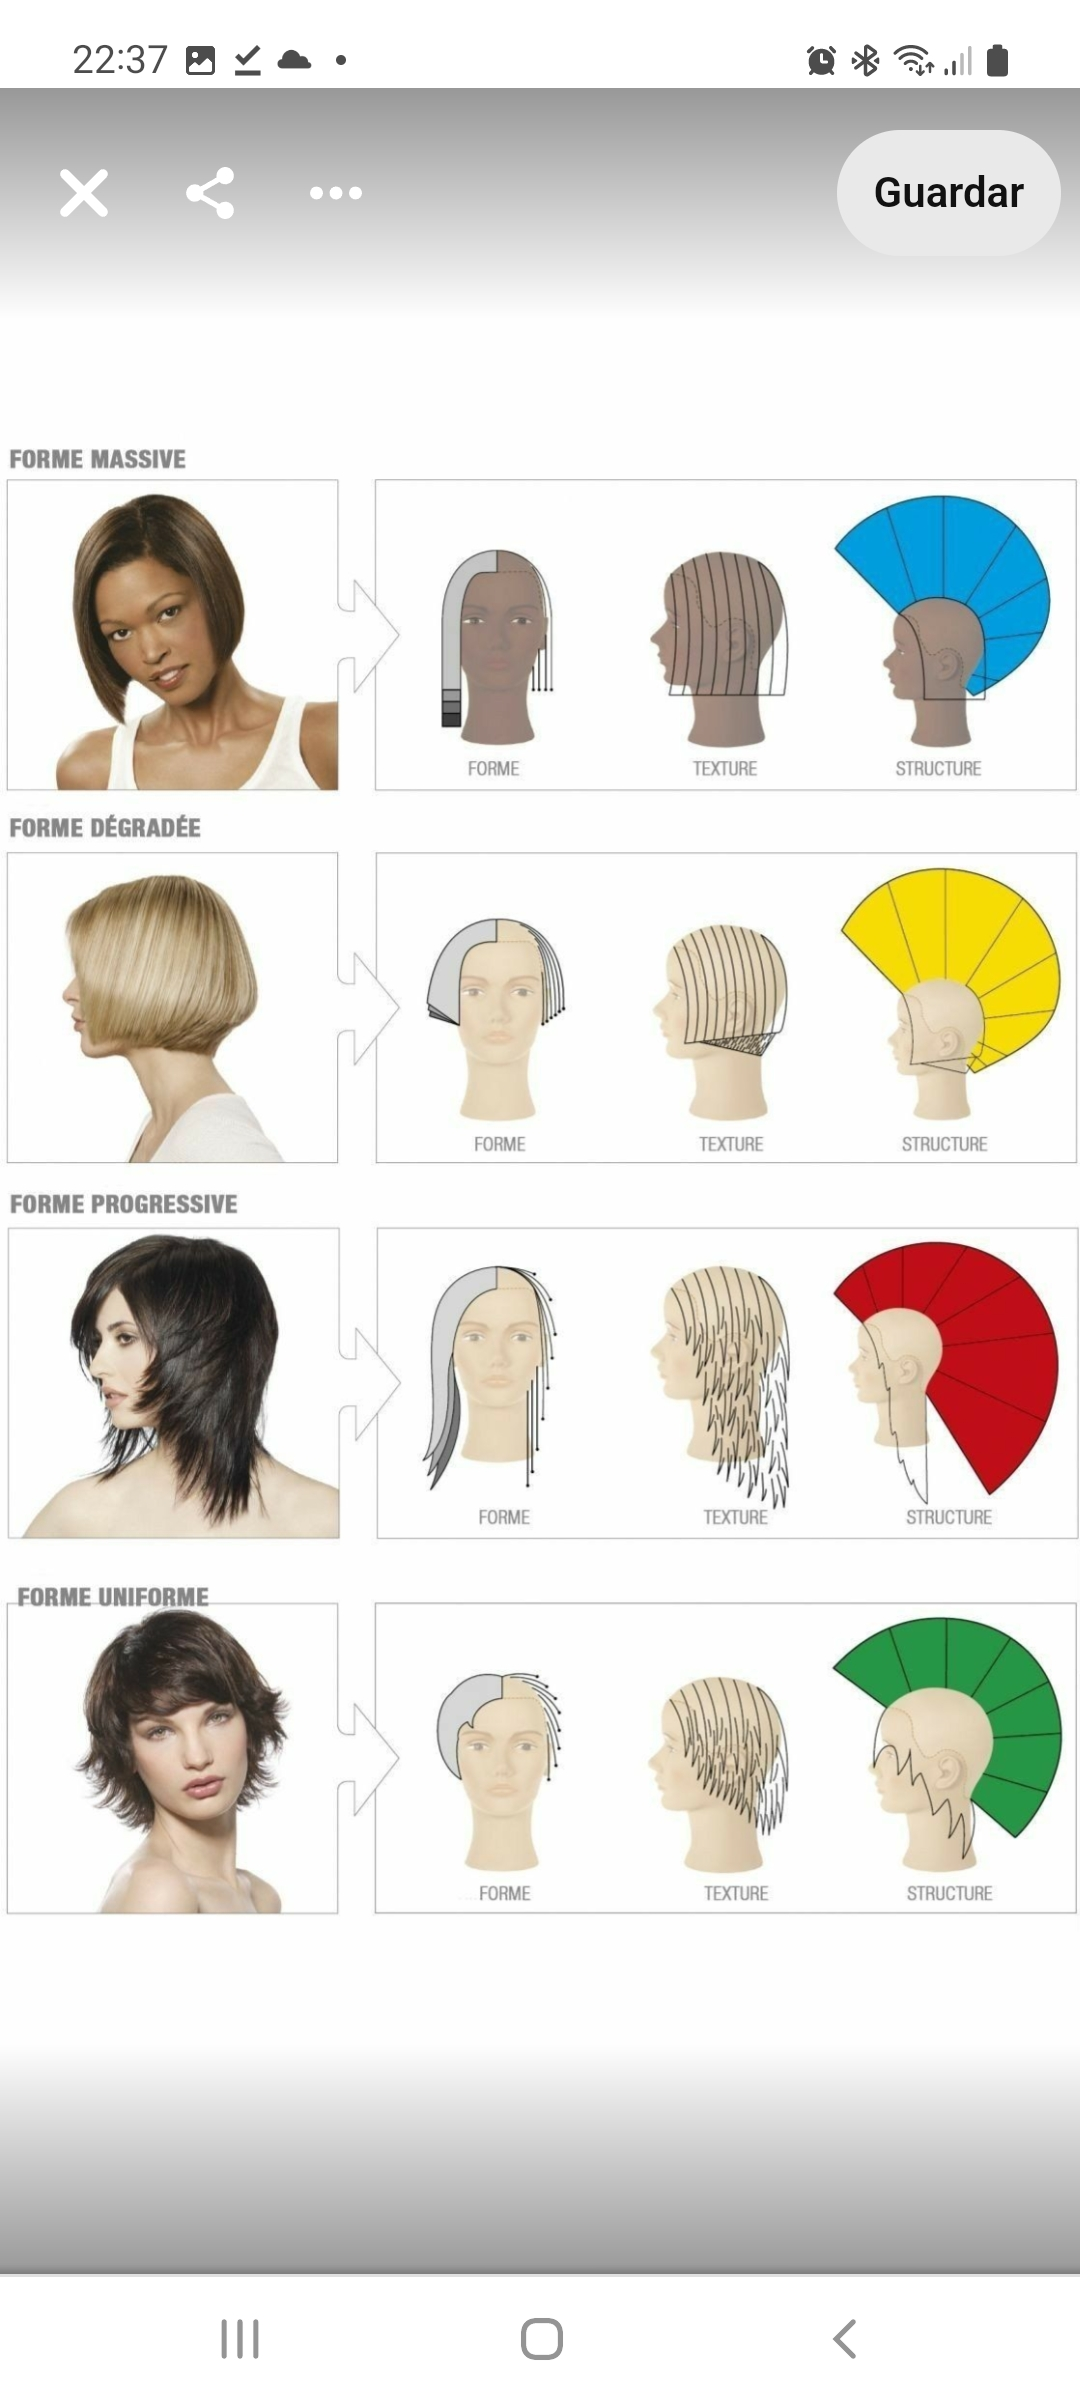 22:37
Guardar
FORME MASSIVE
FORME
TEXTURE
STRUCTURE
FORME DÉGRADÉE
FORME
TEXTURE
STRUCTURE
FORME PROGRESSIVE
FORME
TEXTURE
STRUCTURE
FORME UNIFORME
FORME
TEXTURE
STRUCTURE